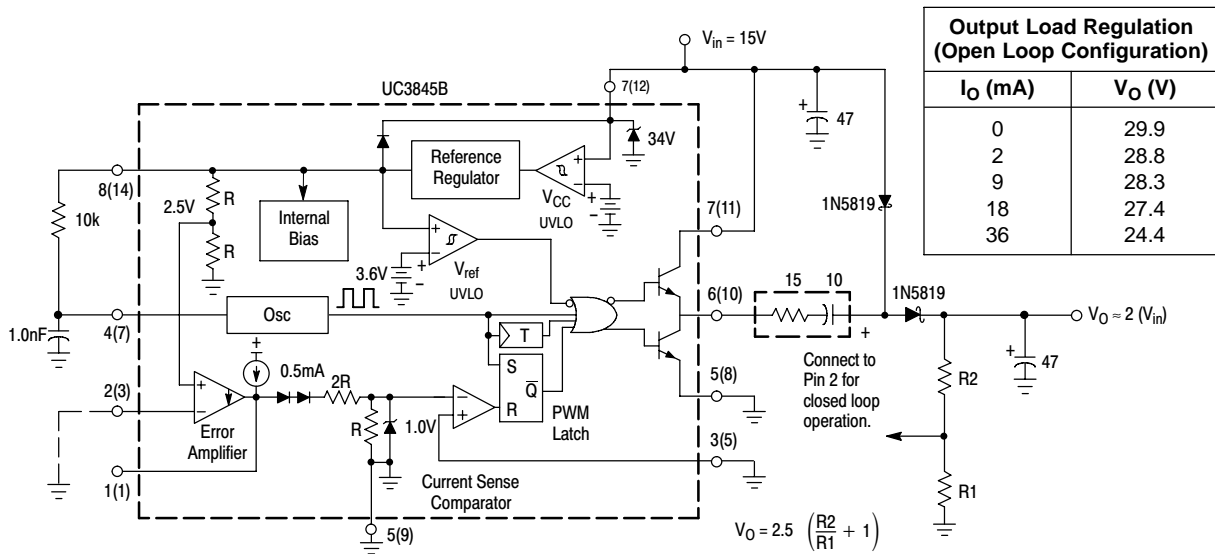 V_in = 15V
Output Load Regulation
(Open Loop Configuration)
I_O (mA) V_O (V)
0 29.9
2 28.8
9 28.3
18 27.4
36 24.4
UC3845B
7(12)
34V
+
47
8(14)
R
Reference
Regulator
+
-
V_CC
UVLO
+
-
2.5V
10k
Internal
Bias
R
1N5819
7(11)
+
-
V_ref
UVLO
3.6V
+
-
15 10
1N5819
6(10)
+
V_O ≈ 2 (V_in)
Osc
T
4(7)
1.0nF
+
47
Connect to
Pin 2 for
closed loop
operation.
S
Q̅
R
PWM
Latch
5(8)
R2
0.5mA
+
2R
2(3)
+
-
-
+
R
1.0V
Error
Amplifier
3(5)
1(1)
Current Sense
Comparator
R1
5(9)
V_O = 2.5 (R2/R1 + 1)